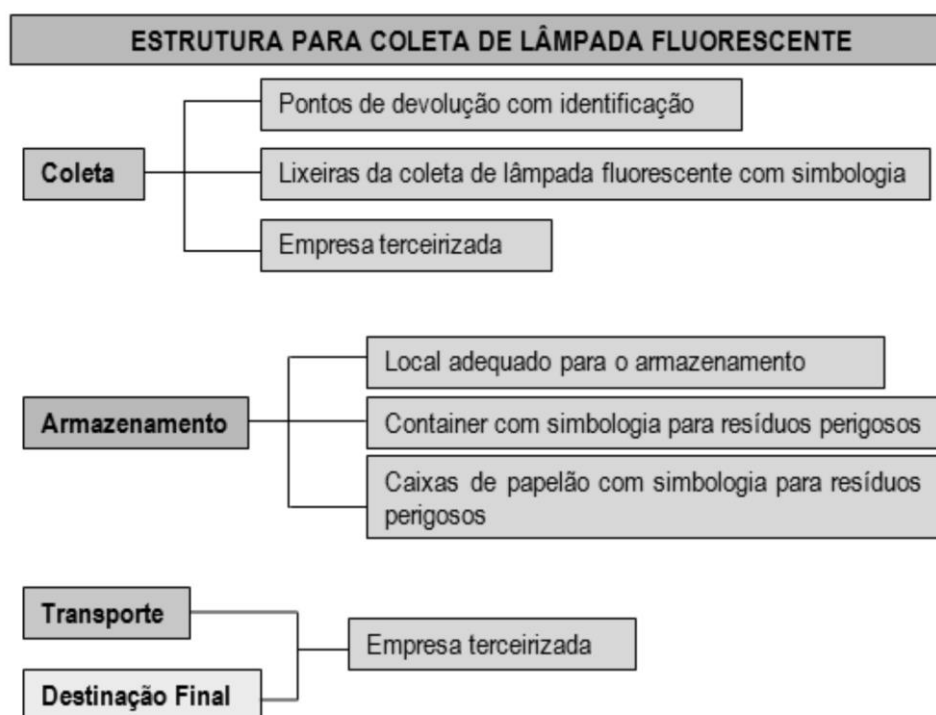 ESTRUTURA PARA COLETA DE LÂMPADA FLUORESCENTE
Pontos de devolução com identificação
Coleta
Lixeiras da coleta de lâmpada fluorescente com simbologia
Empresa terceirizada
Local adequado para o armazenamento
Armazenamento
Container com simbologia para resíduos perigosos
Caixas de papelão com simbologia para resíduos
perigosos
Transporte
Empresa terceirizada
Destinação Final